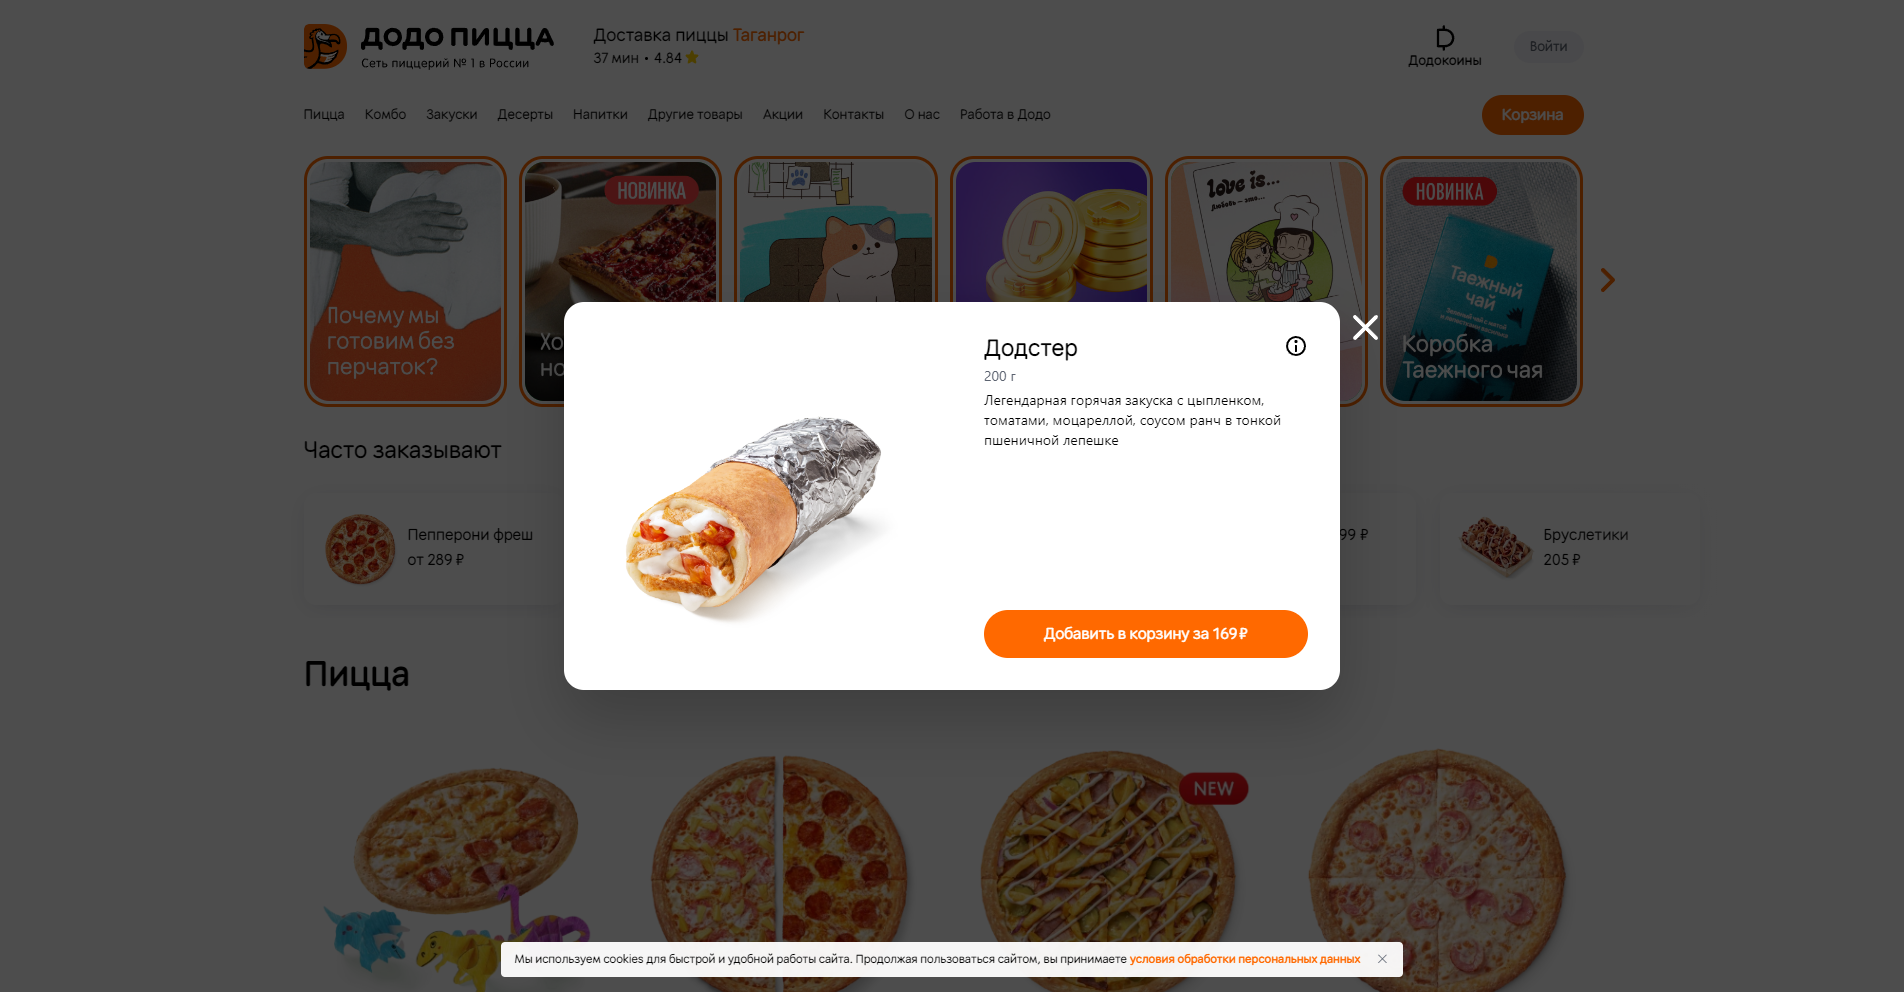 ДОДО ПИЦЦА
Сеть пиццерий № 1 в России
Доставка пиццы Таганрог
37 мин • 4.84
Додокоины
Войти
Пицца Комбо Закуски Десерты Напитки Другие товары Акции Контакты О нас Работа в Додо
Корзина
Почему мы
готовим без
перчаток?
НОВИНКА
Хо
но
love is...
Любовь — это...
НОВИНКА
Таежный
чай
Коробка
Таежного чая
Додстер
200 г
Легендарная горячая закуска с цыпленком,
томатами, моцареллой, соусом ранч в тонкой
пшеничной лепешке
Добавить в корзину за 169 ₽
Часто заказывают
Пепперони фреш
от 289 ₽
99 ₽
Бруслетики
205 ₽
Пицца
NEW
Мы используем cookies для быстрой и удобной работы сайта. Продолжая пользоваться сайтом, вы принимаете условия обработки персональных данных